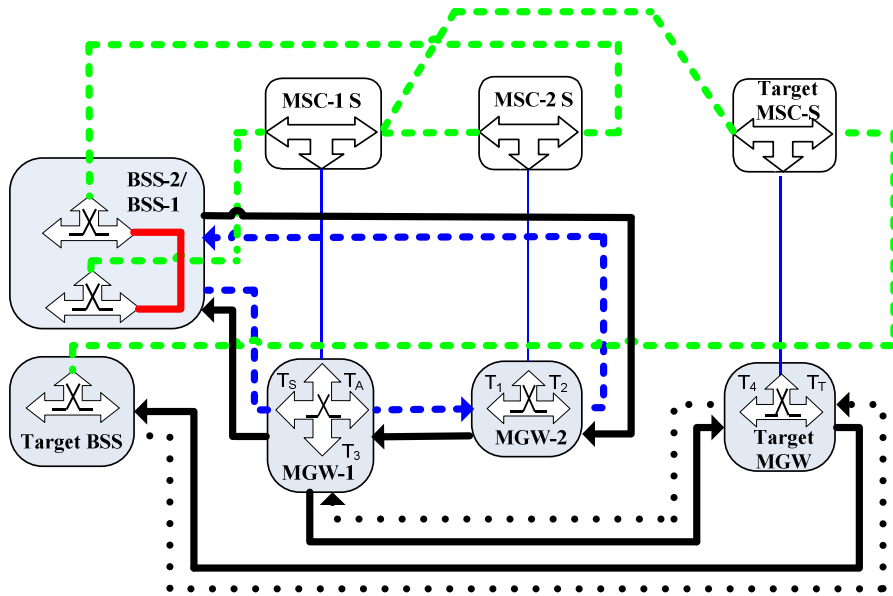 MSC-1 S
MSC-2 S
Target
MSC-S
BSS-2/
BSS-1
Target BSS
TS
TA
T3
MGW-1
T1
T2
MGW-2
T4
TT
Target
MGW